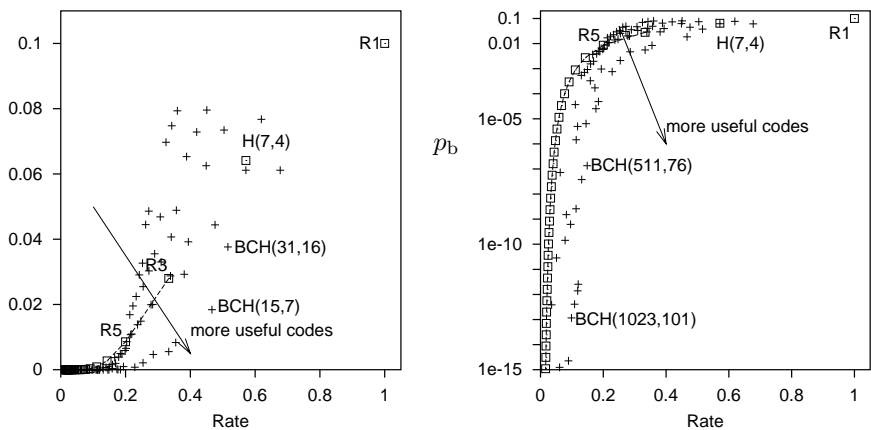 0.1
0.08
0.06
0.04
0.02
0
0 0.2 0.4 0.6 0.8 1
Rate
R1
H(7,4)
BCH(31,16)
R3
BCH(15,7)
R5
more useful codes
p_b
0.1
0.01
1e-05
1e-10
1e-15
0 0.2 0.4 0.6 0.8 1
Rate
R5
R1
H(7,4)
more useful codes
BCH(511,76)
BCH(1023,101)